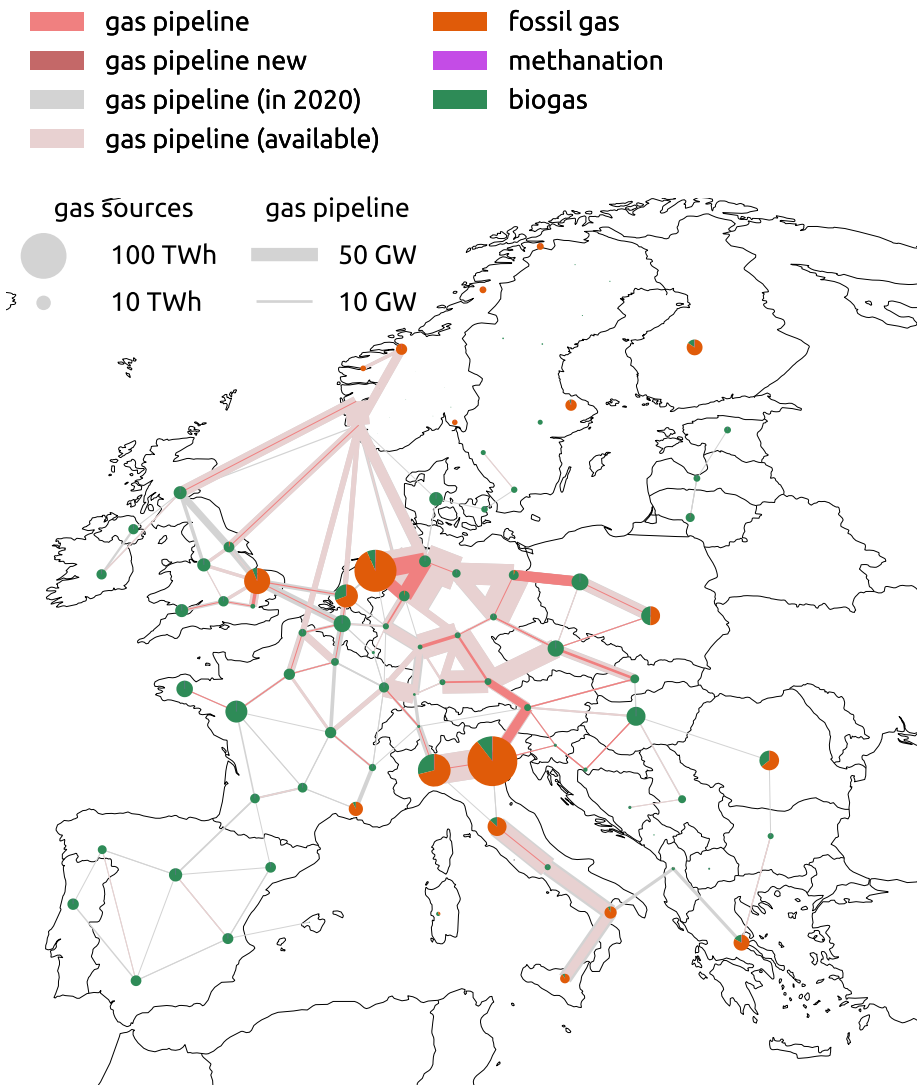 gas pipeline
gas pipeline new
gas pipeline (in 2020)
gas pipeline (available)
fossil gas
methanation
biogas
gas sources
100 TWh
10 TWh
gas pipeline
50 GW
10 GW